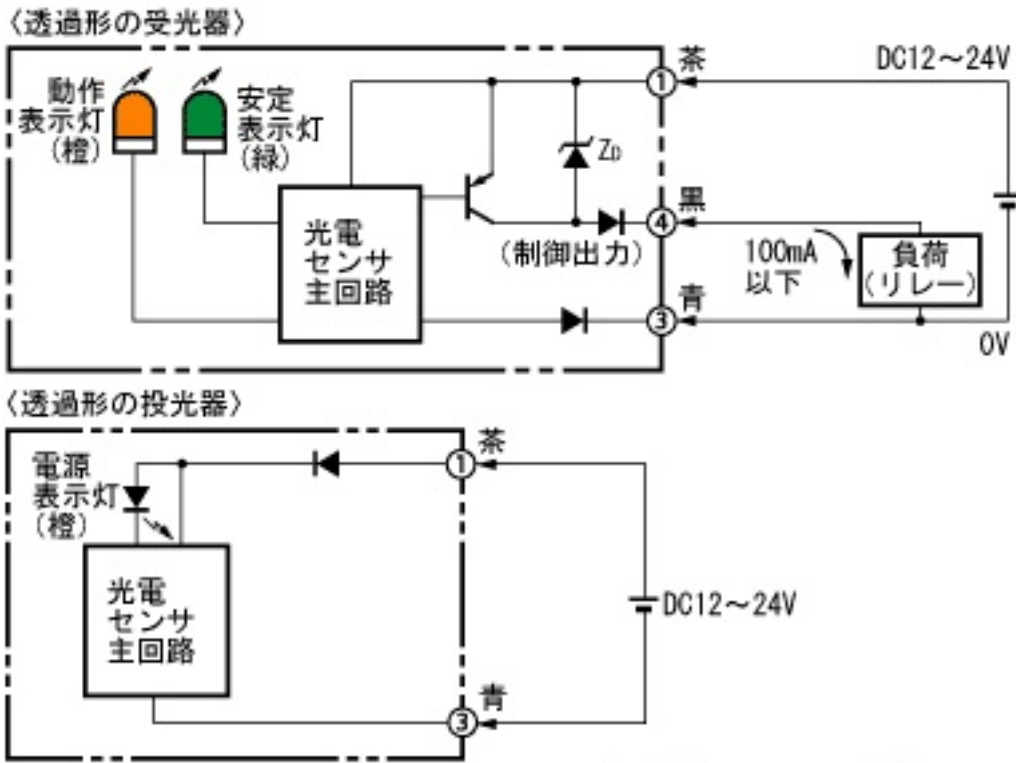 〈透過形の受光器〉
動作
表示灯
(橙)
安定
表示灯
(緑)
光電
センサ
主回路
ZD
(制御出力)
① 茶
④ 黒
③ 青
DC12～24V
100mA
以下
負荷
(リレー)
0V
〈透過形の投光器〉
電源
表示灯
(橙)
光電
センサ
主回路
① 茶
③ 青
DC12～24V